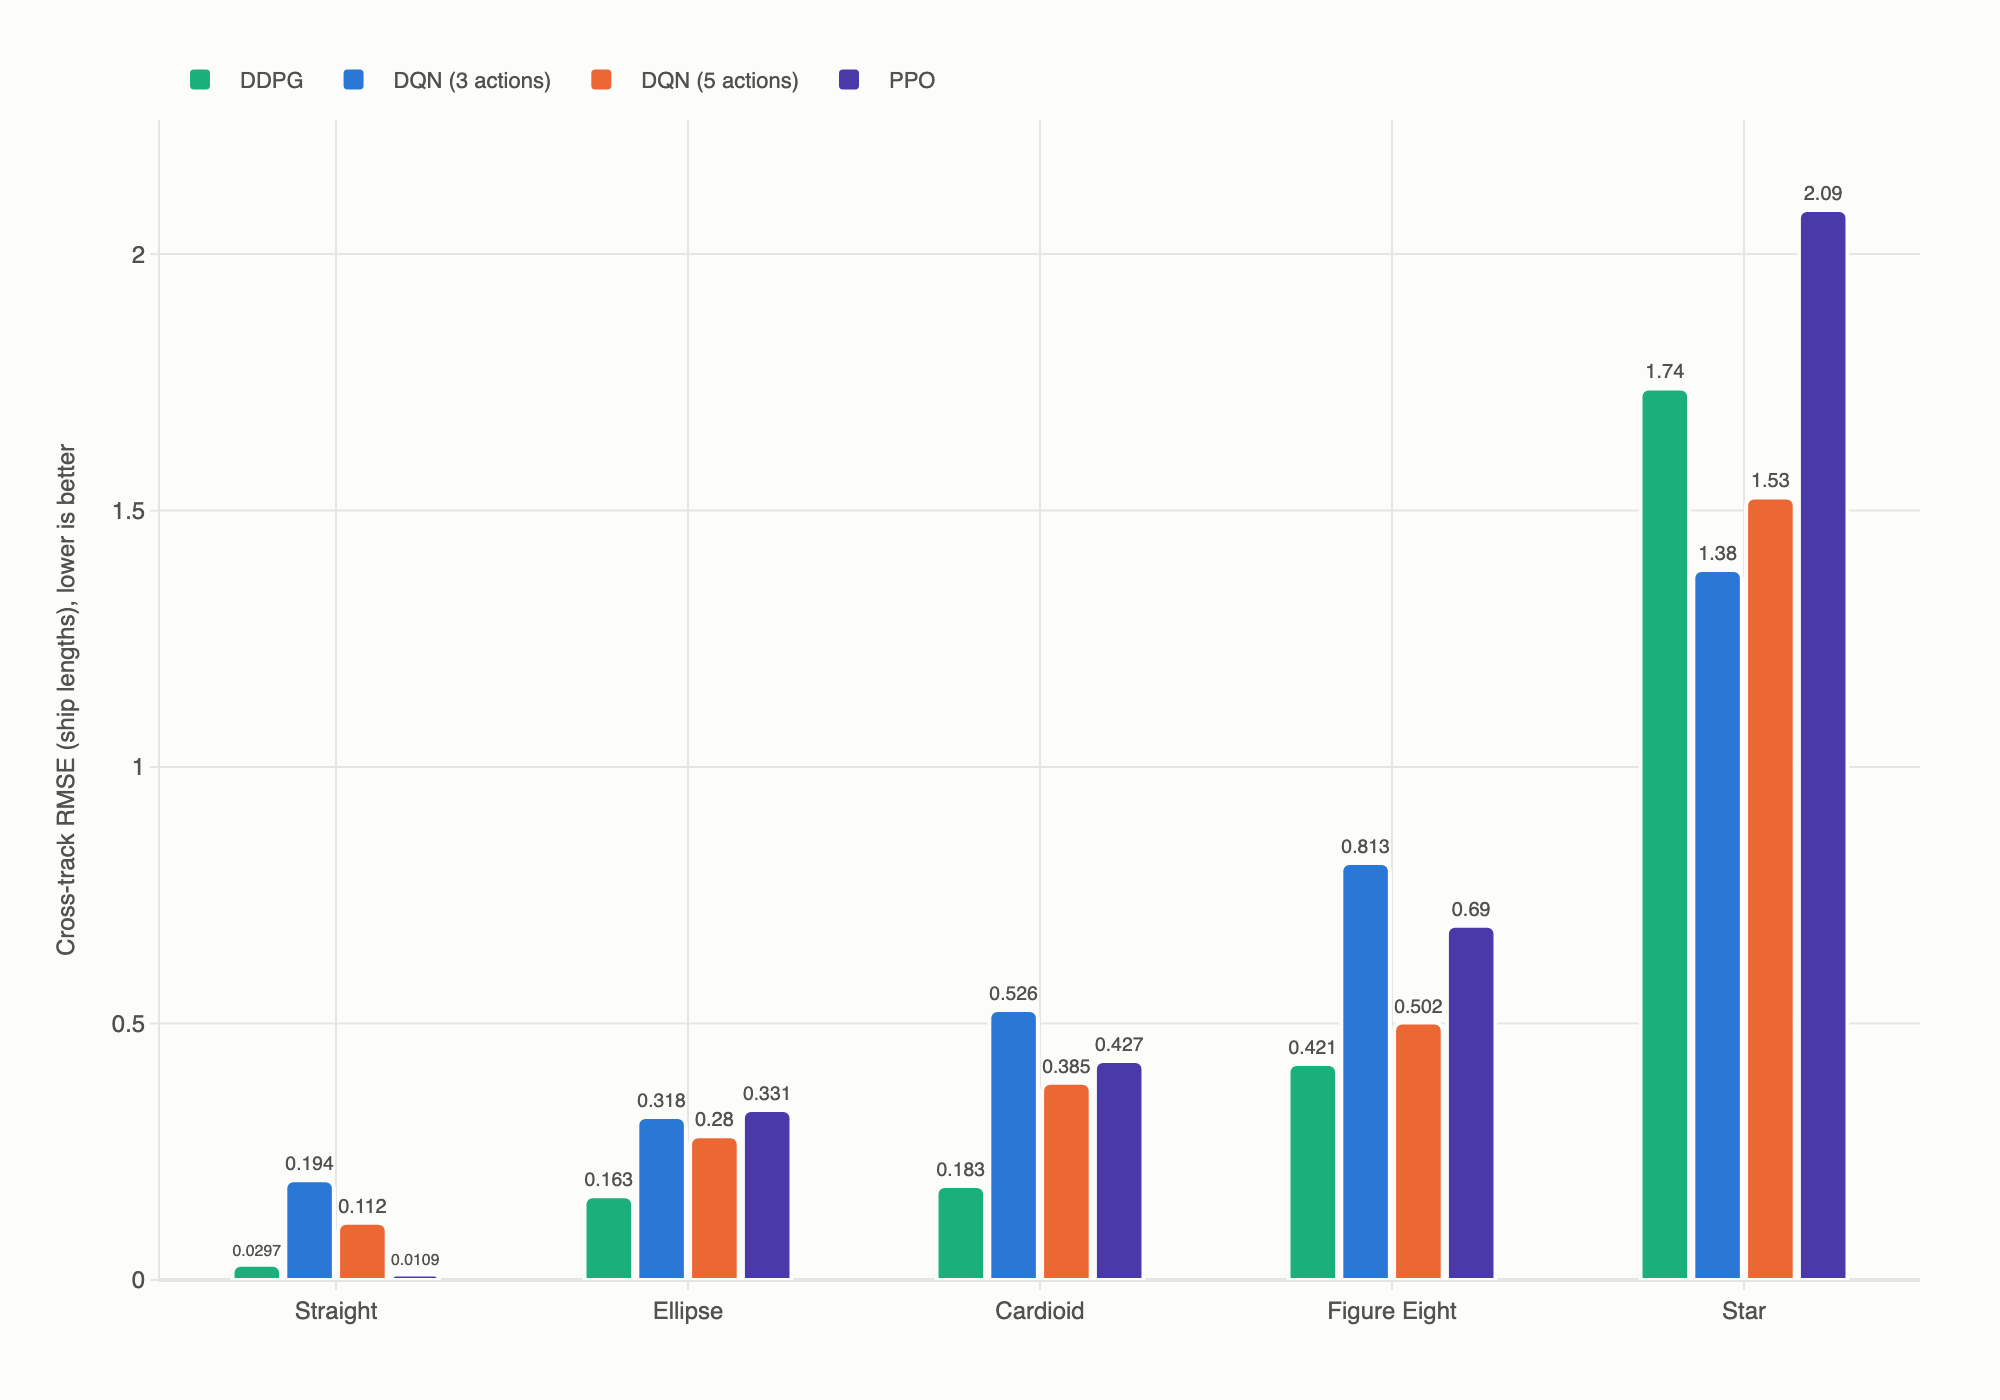 DDPG
DQN (3 actions)
DQN (5 actions)
PPO
Cross-track RMSE (ship lengths), lower is better
2
1.5
1
0.5
0
0.0297
0.194
0.112
0.0109
0.163
0.318
0.28
0.331
0.183
0.526
0.385
0.427
0.421
0.813
0.502
0.69
1.74
1.38
1.53
2.09
Straight
Ellipse
Cardioid
Figure Eight
Star